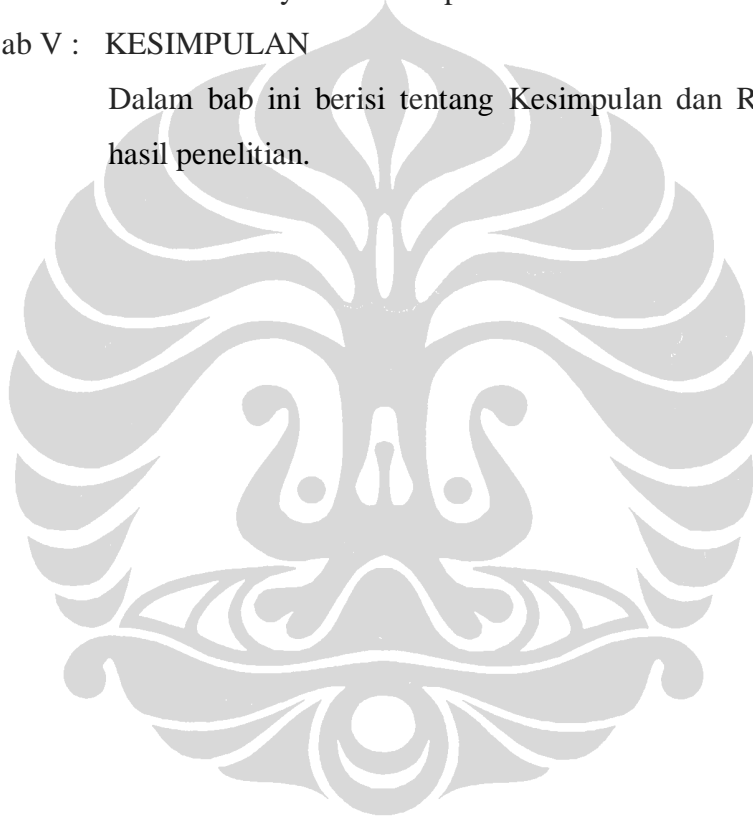 ab V : KESIMPULAN
Dalam bab ini berisi tentang Kesimpulan dan R
hasil penelitian.